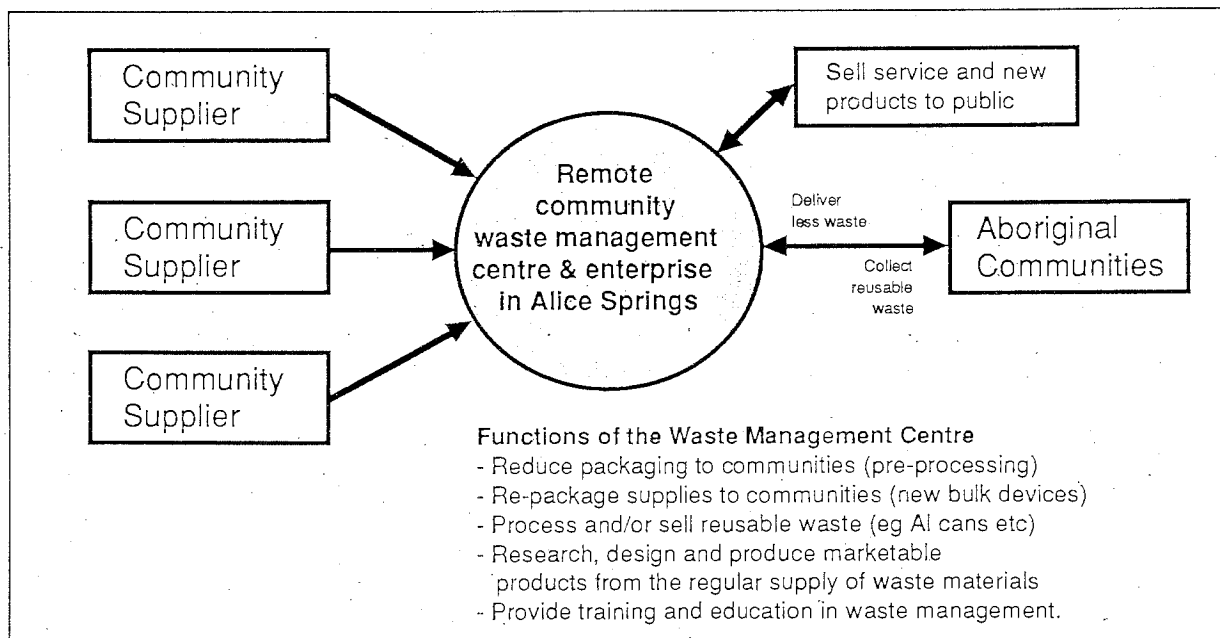 Community
Supplier
Community
Supplier
Community
Supplier
Remote
community
waste management
centre & enterprise
in Alice Springs
Sell service and new
products to public
Deliver
less waste
Collect
reusable
waste
Aboriginal
Communities
Functions of the Waste Management Centre
- Reduce packaging to communities (pre-processing)
- Re-package supplies to communities (new bulk devices)
- Process and/or sell reusable waste (eg Al cans etc)
- Research, design and produce marketable
products from the regular supply of waste materials
- Provide training and education in waste management.